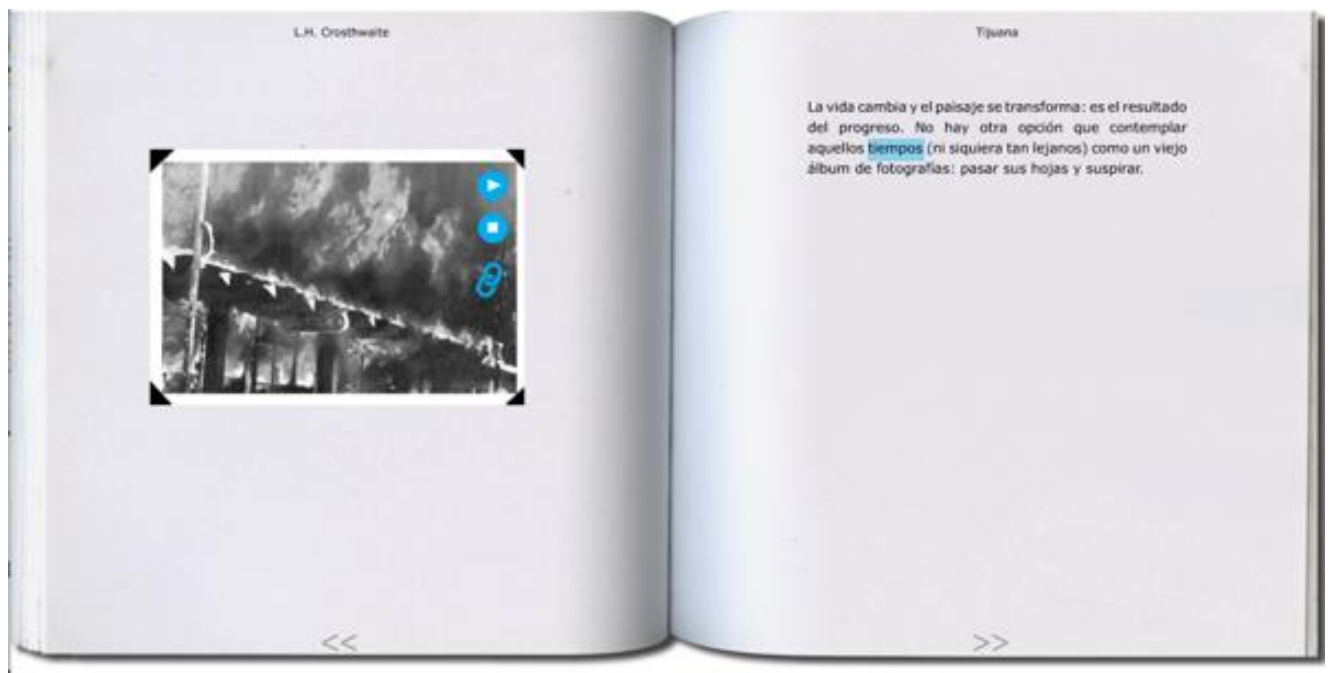 L.H. Crosthwaite
Tijuana
La vida cambia y el paisaje se transforma: es el resultado
del progreso. No hay otra opción que contemplar
aquellos tiempos (ni siquiera tan lejanos) como un viejo
álbum de fotografías: pasar sus hojas y suspirar.
<<
>>